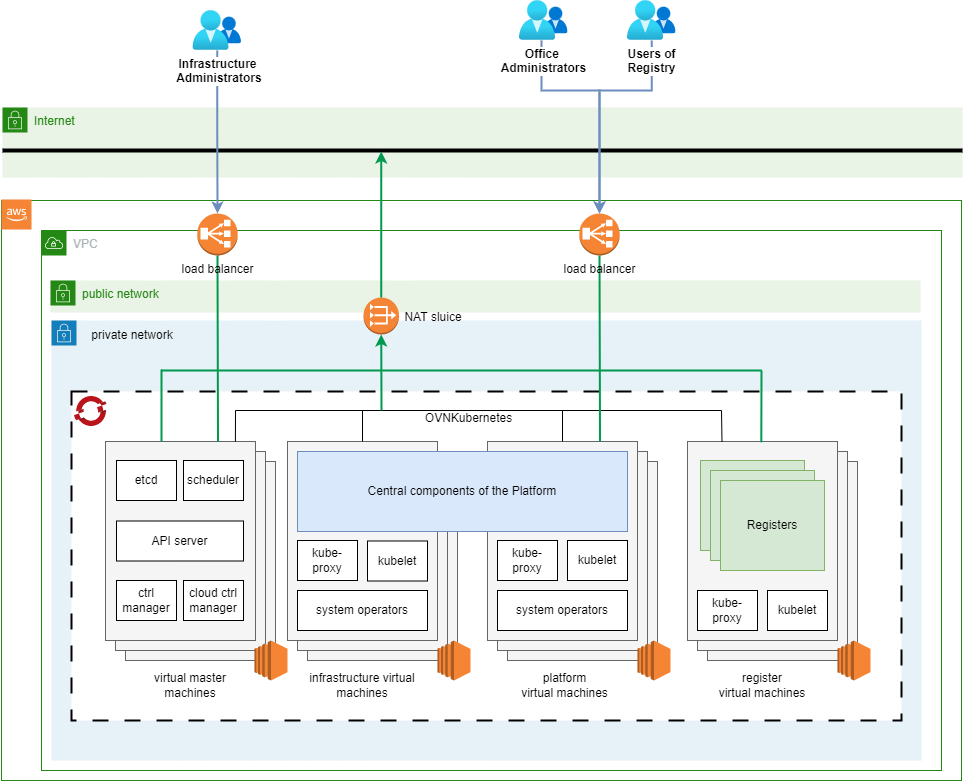 Infrastructure
Administrators
Office
Administrators
Users of
Registry
Internet
aws
VPC
load balancer
load balancer
public network
NAT sluice
private network
OVNKubernetes
etcd
scheduler
API server
ctrl
manager
cloud ctrl
manager
Central components of the Platform
kube-
proxy
kubelet
system operators
kube-
proxy
kubelet
system operators
Registers
kube-
proxy
kubelet
virtual master
machines
infrastructure virtual
machines
platform
virtual machines
register
virtual machines